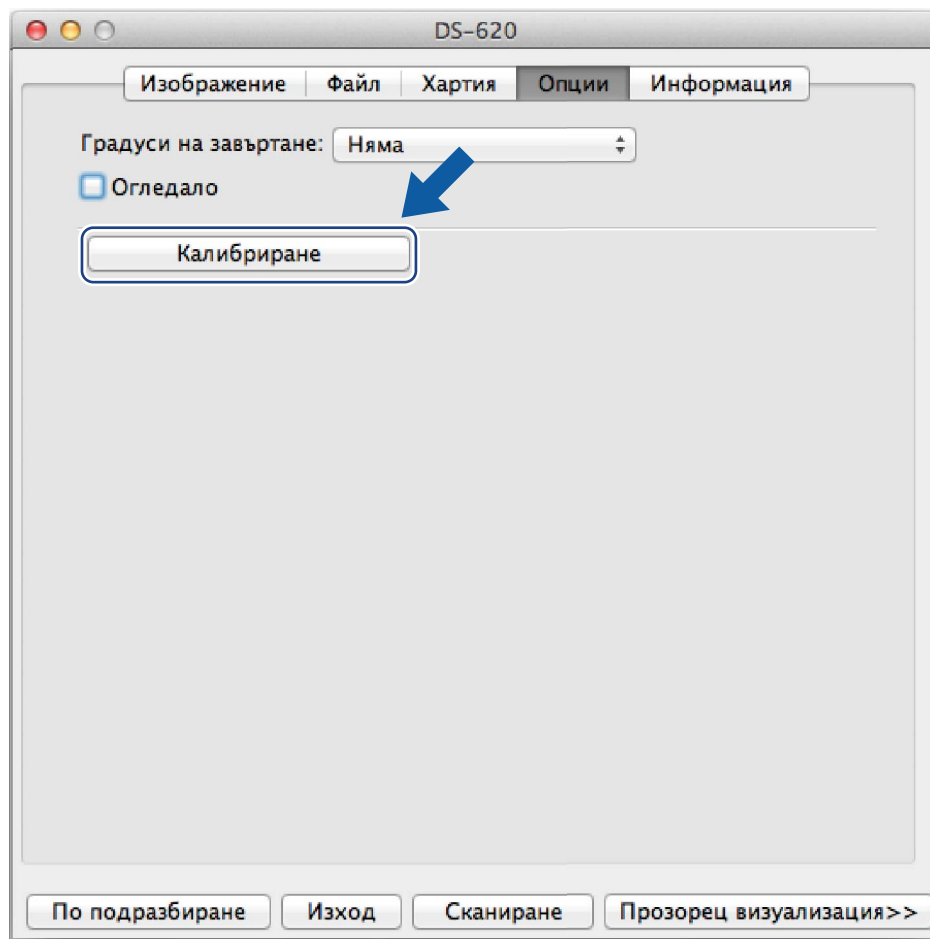 DS-620
Изображение Файл Хартия Опции Информация
Градуси на завъртане: Няма
Огледало
Калибриране
По подразбиране Изход Сканиране Прозорец визуализация>>